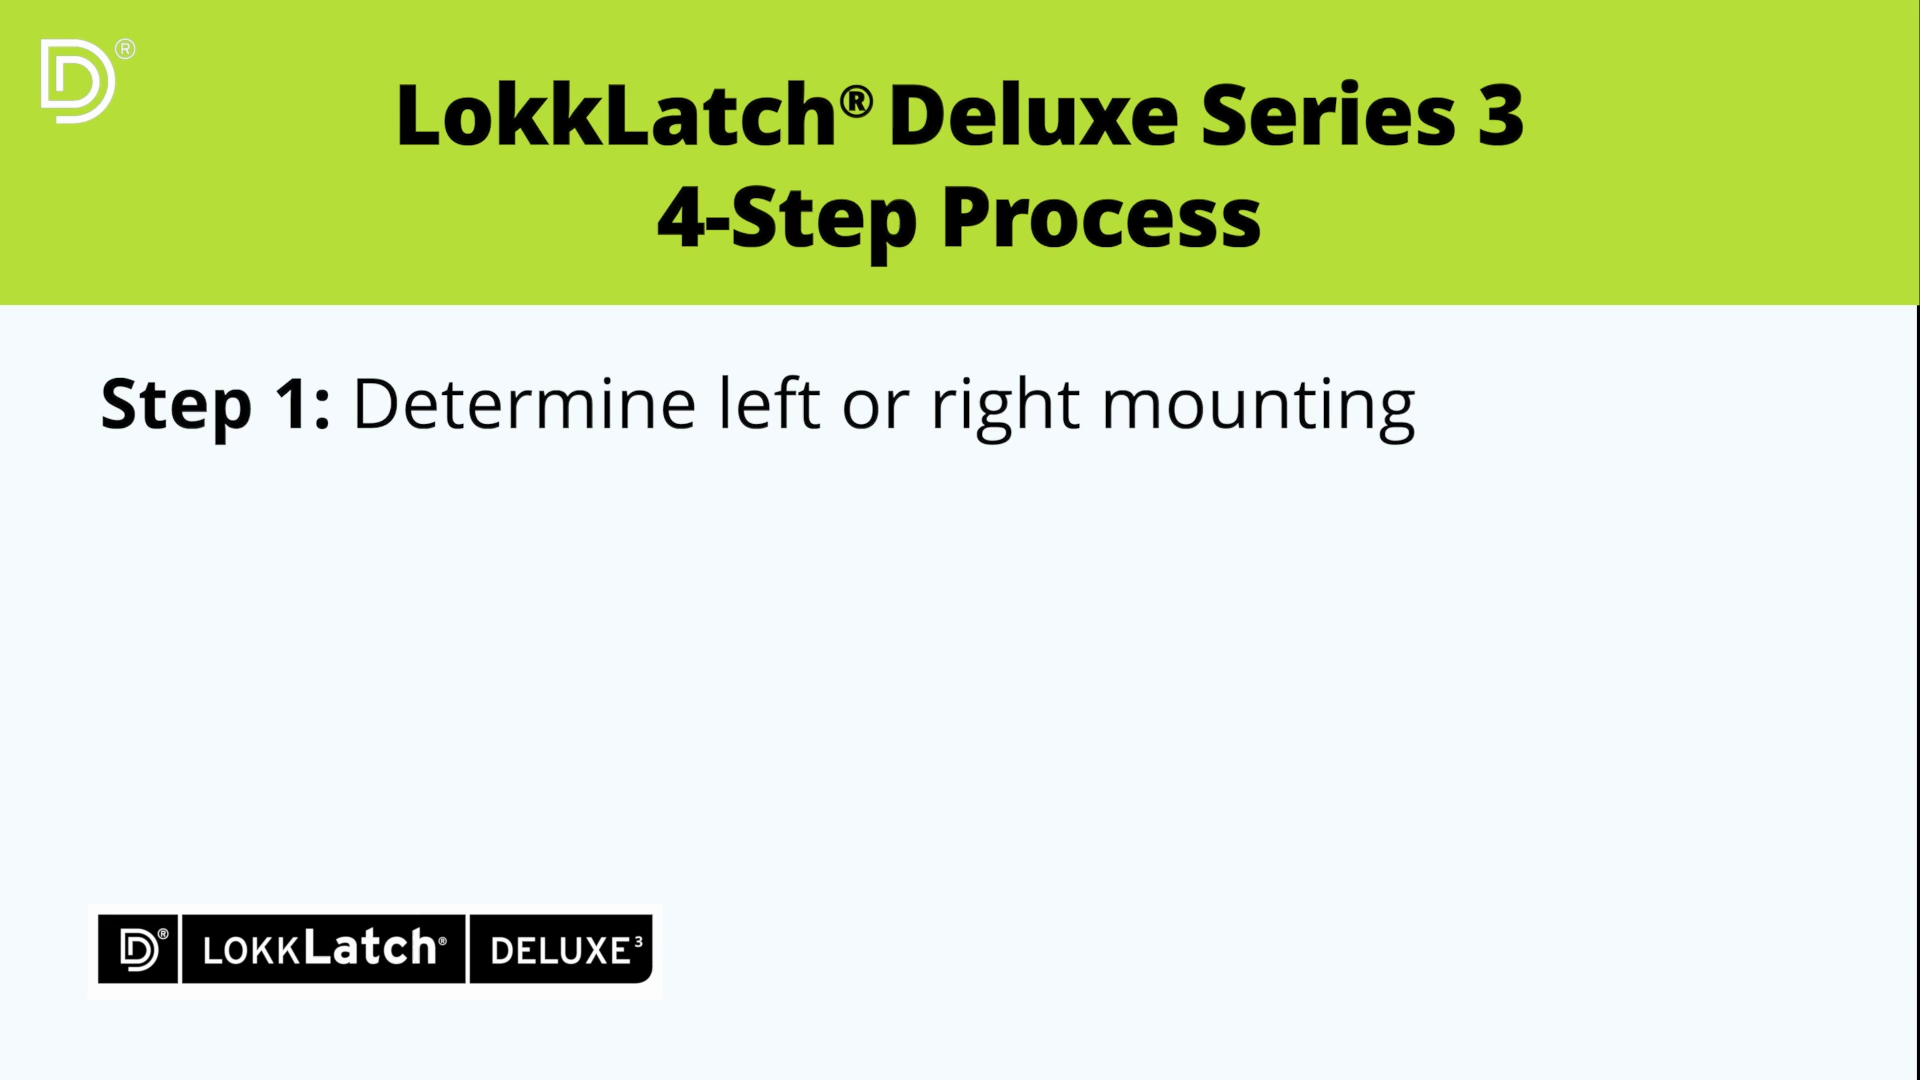 D®
LokkLatch® Deluxe Series 3
4-Step Process
Step 1: Determine left or right mounting
D® LOKKLatch® DELUXE³